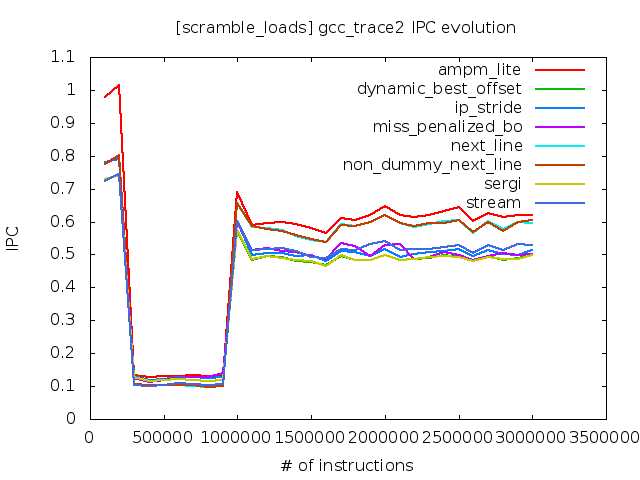 [scramble_loads] gcc_trace2 IPC evolution
1.1
1
0.9
0.8
0.7
0.6
0.5
0.4
0.3
0.2
0.1
0
IPC
ampm_lite
dynamic_best_offset
ip_stride
miss_penalized_bo
next_line
non_dummy_next_line
sergi
stream
0 500000 1000000 1500000 2000000 2500000 3000000 3500000
# of instructions